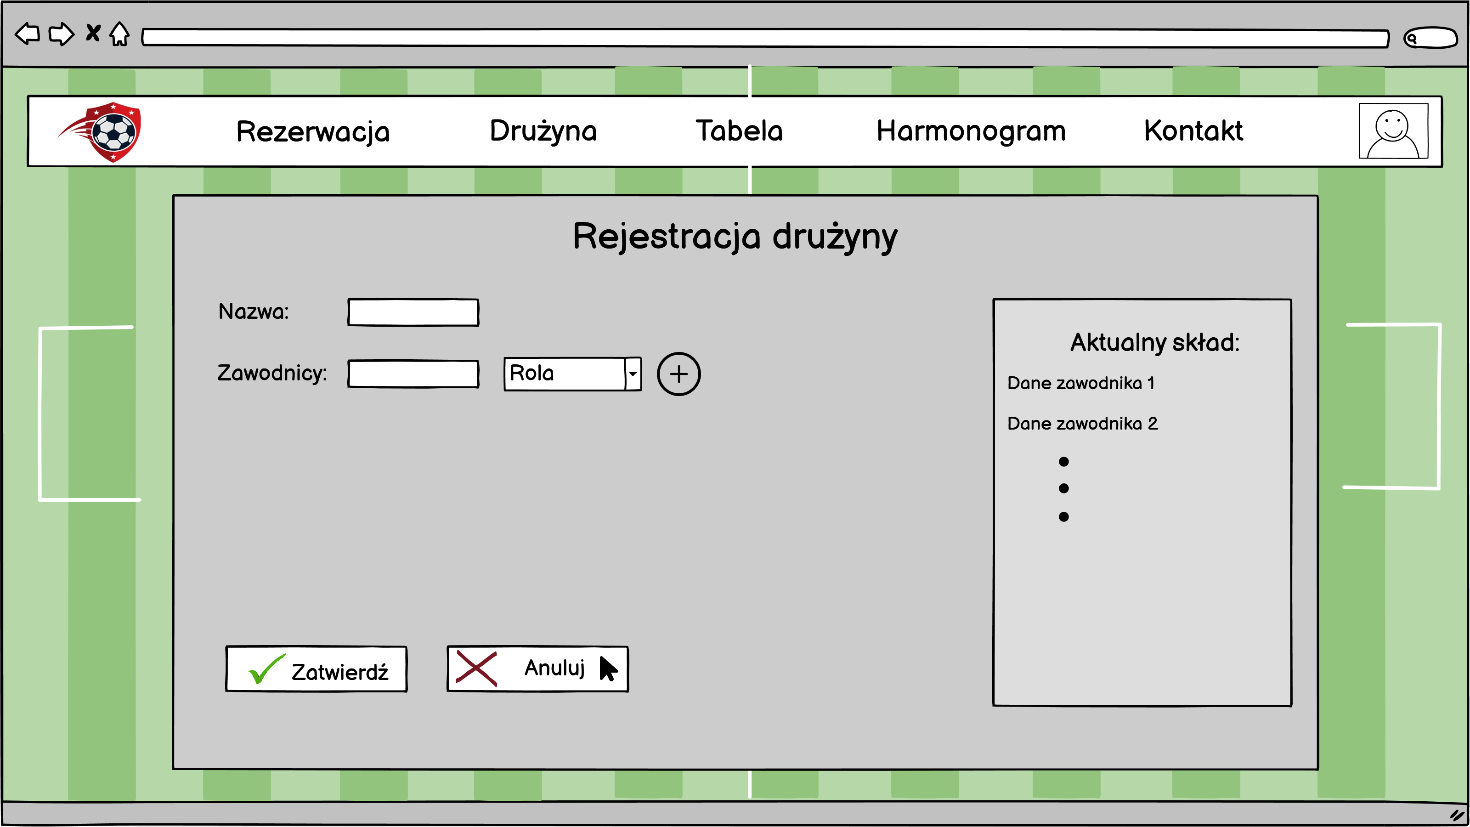 Rezerwacja Drużyna Tabela Harmonogram Kontakt
Rejestracja drużyny
Nazwa:
Zawodnicy: Rola
Aktualny skład:
Dane zawodnika 1
Dane zawodnika 2
Zatwierdź Anuluj